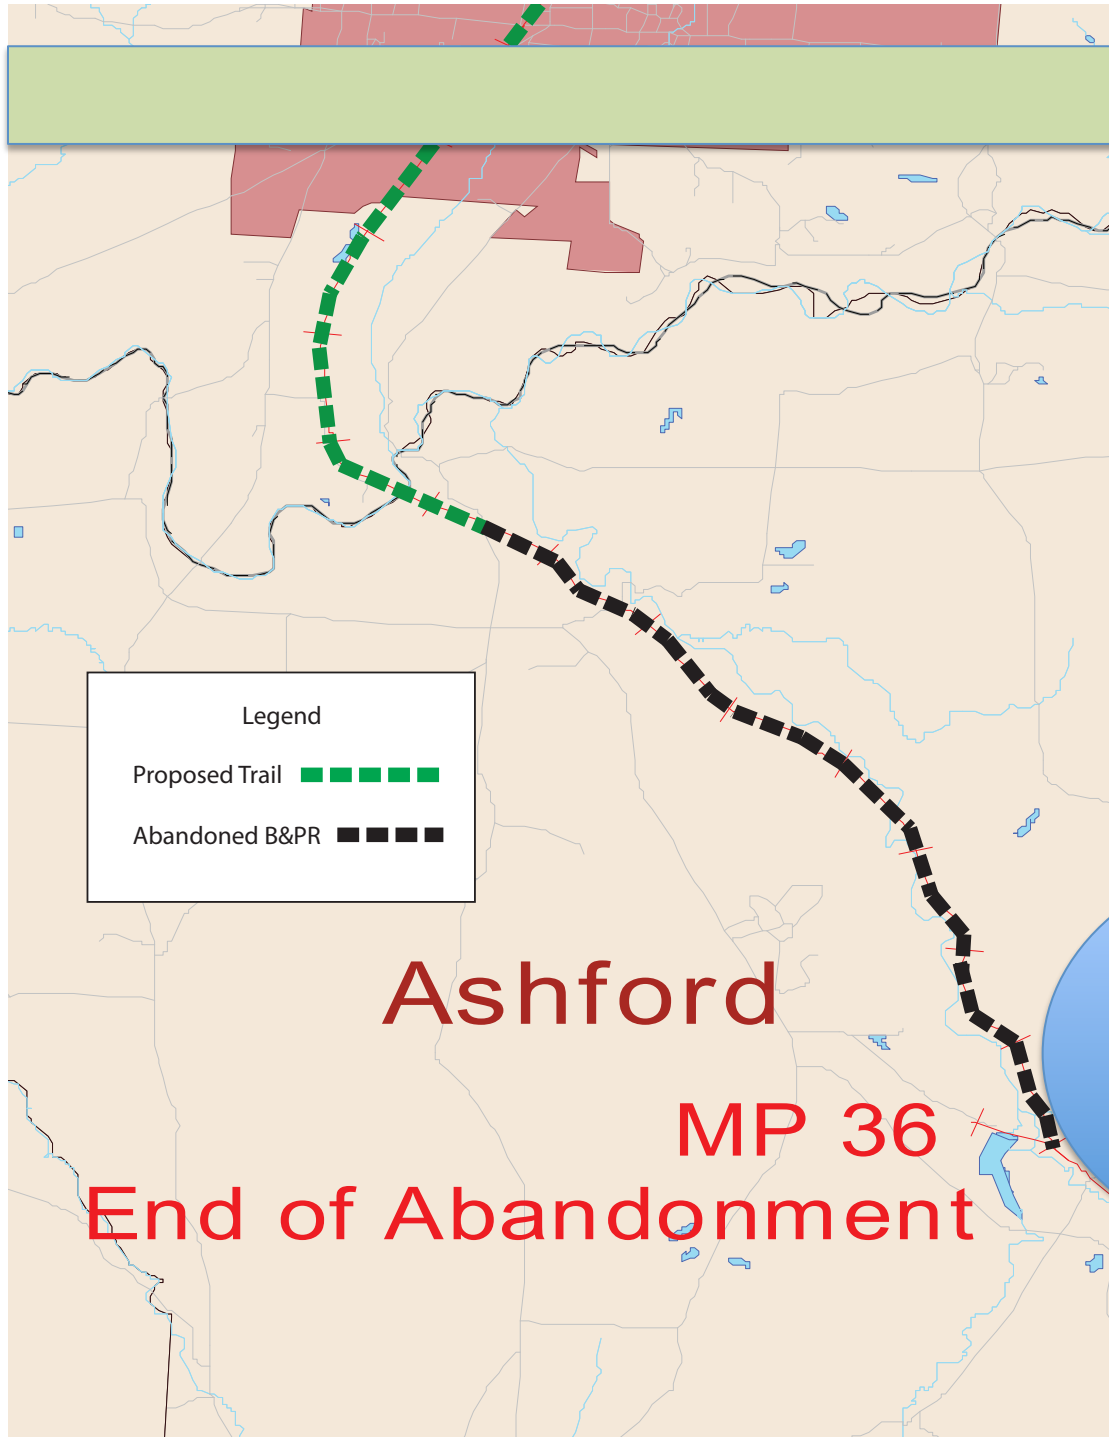 Legend
Proposed Trail
Abandoned B&PR
Ashford
MP 36
End of Abandonment